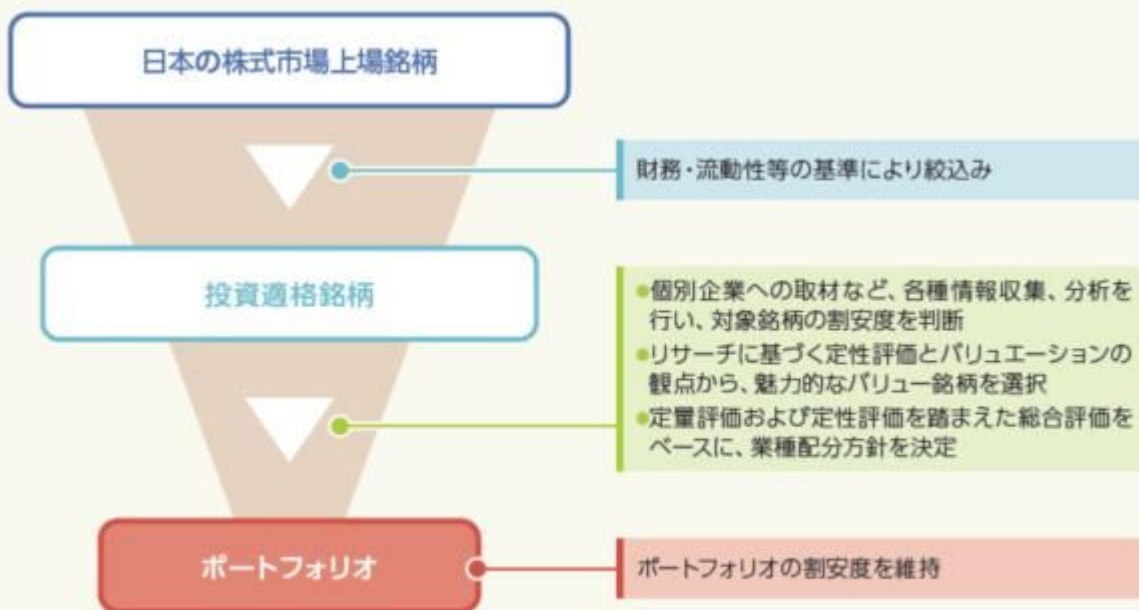 日本の株式市場上場銘柄
財務・流動性等の基準により絞込み
投資適格銘柄
●個別企業への取材など、各種情報収集、分析を
行い、対象銘柄の割安度を判断
●リサーチに基づく定性評価とバリュエーションの
観点から、魅力的なバリュー銘柄を選択
●定量評価および定性評価を踏まえた総合評価を
ベースに、業種配分方針を決定
ポートフォリオ
ポートフォリオの割安度を維持